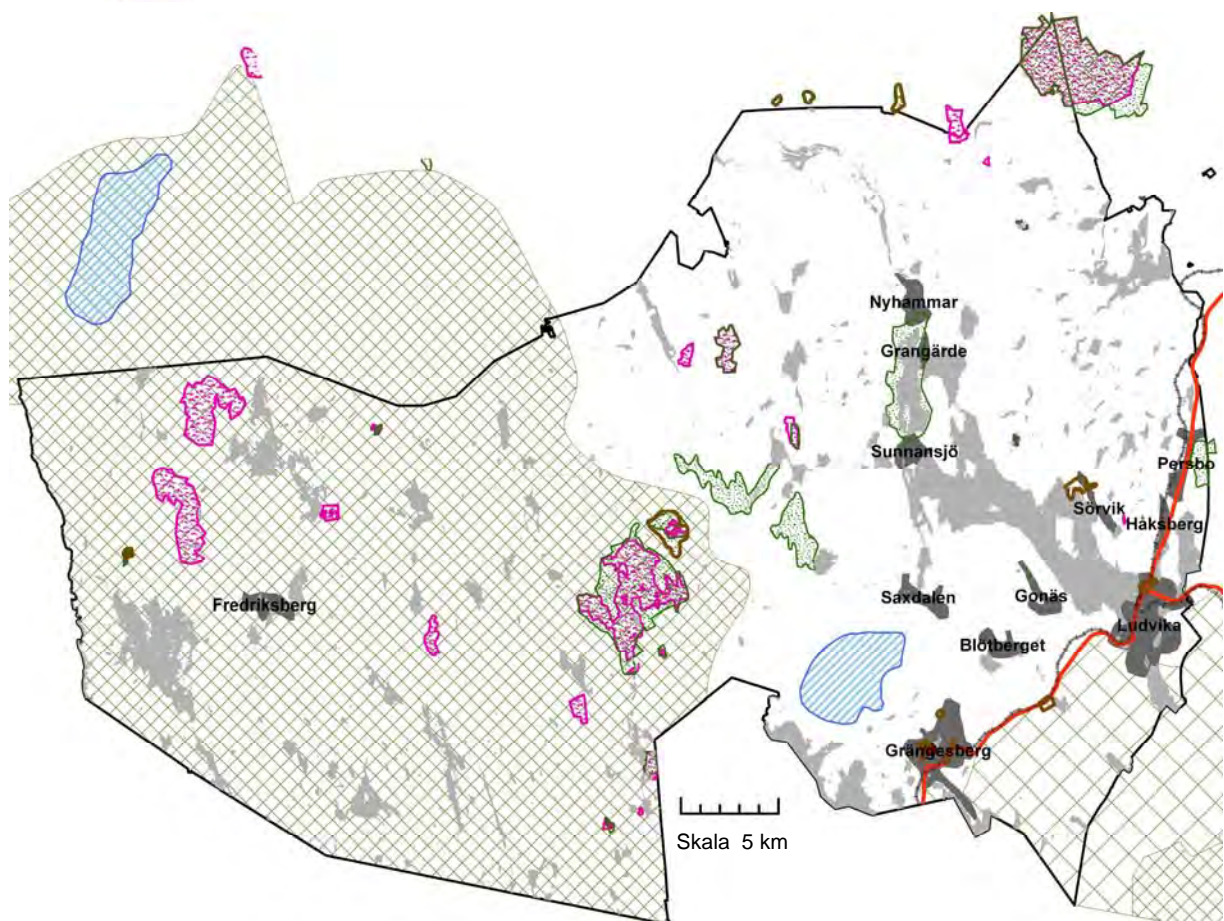 Nyhammar
Grangärde
Sunnansjö
Persbo
Sörvik
Håksberg
Fredriksberg
Saxdalen
Gonäs
Ludvika
Blötberget
Grängesberg
Skala 5 km